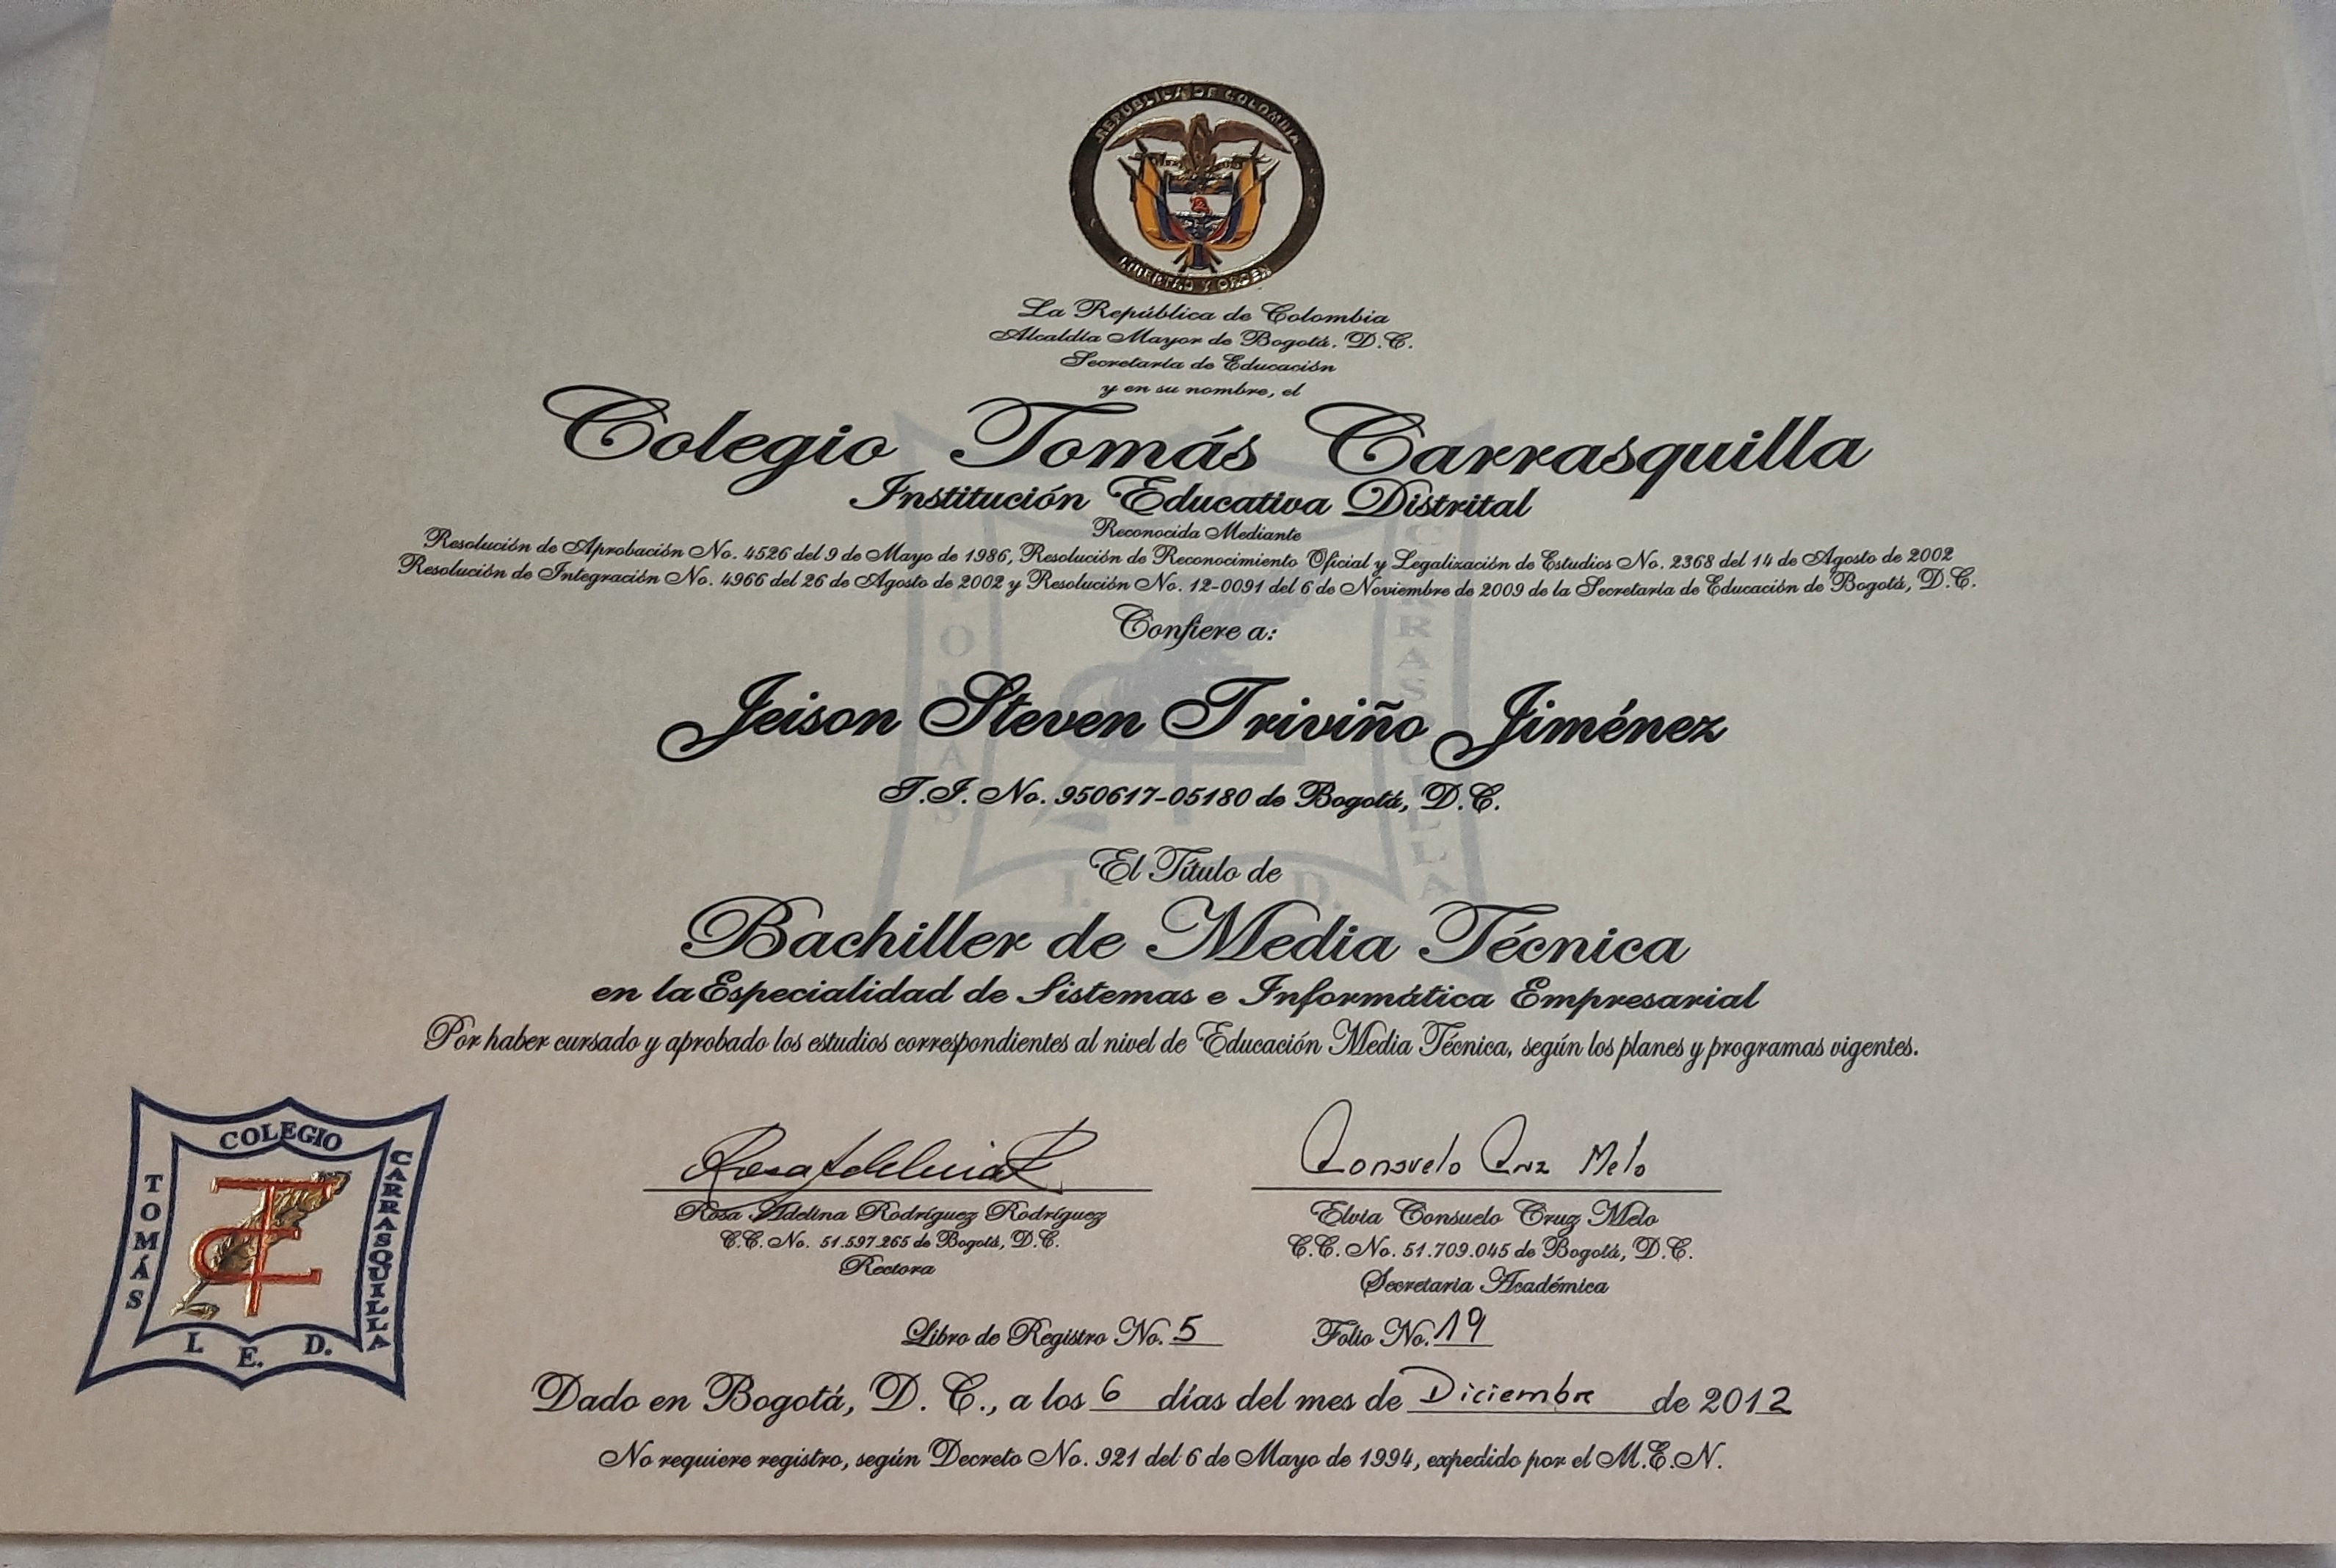 REPUBLICA DE COLOMBIA
LIBERTAD Y ORDEN
La República de Colombia
Alcaldía Mayor de Bogotá, D.C.
Secretaría de Educación
y en su nombre, el
Colegio Tomás Carrasquilla
Institución Educativa Distrital
Reconocida Mediante
Resolución de Aprobación No. 4526 del 9 de Mayo de 1986, Resolución de Reconocimiento Oficial y Legalización de Estudios No. 2368 del 14 de Agosto de 2002
Resolución de Integración No. 4966 del 26 de Agosto de 2002 y Resolución No. 12-0091 del 6 de Noviembre de 2009 de la Secretaría de Educación de Bogotá, D.C.
Confiere a:
Jeison Steven Triviño Jiménez
T.I. No. 950617-05180 de Bogotá, D.C.
El Título de
Bachiller de Media Técnica
en la Especialidad de Sistemas e Informática Empresarial
Por haber cursado y aprobado los estudios correspondientes al nivel de Educación Media Técnica, según los planes y programas vigentes.
COLEGIO
TOMÁS
CARRASQUILLA
I. E. D.
Rosa Adelina R
Consuelo Cruz Melo
Rosa Adelina Rodríguez Rodríguez
Elvia Consuelo Cruz Melo
C.C. No. 51.597.265 de Bogotá, D.C.
C.C. No. 51.709.045 de Bogotá, D.C.
Rectora
Secretaria Académica
Libro de Registro No. 5 Folio No. 19
Dado en Bogotá, D. C., a los 6 días del mes de Diciembre de 2012
No requiere registro, según Decreto No. 921 del 6 de Mayo de 1994, expedido por el M.E.N.